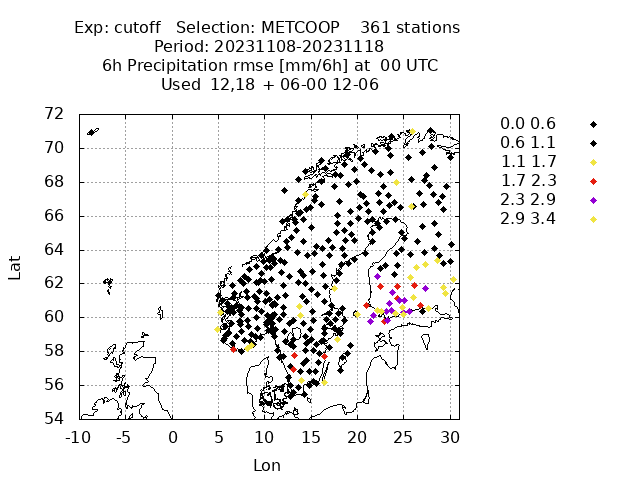 Exp: cutoff Selection: METCOOP 361 stations
Period: 20231108-20231118
6h Precipitation rmse [mm/6h] at 00 UTC
Used 12,18 + 06-00 12-06
72
70
68
66
64
62
60
58
56
54
Lat
-10 -5 0 5 10 15 20 25 30
Lon
0.0 0.6
0.6 1.1
1.1 1.7
1.7 2.3
2.3 2.9
2.9 3.4